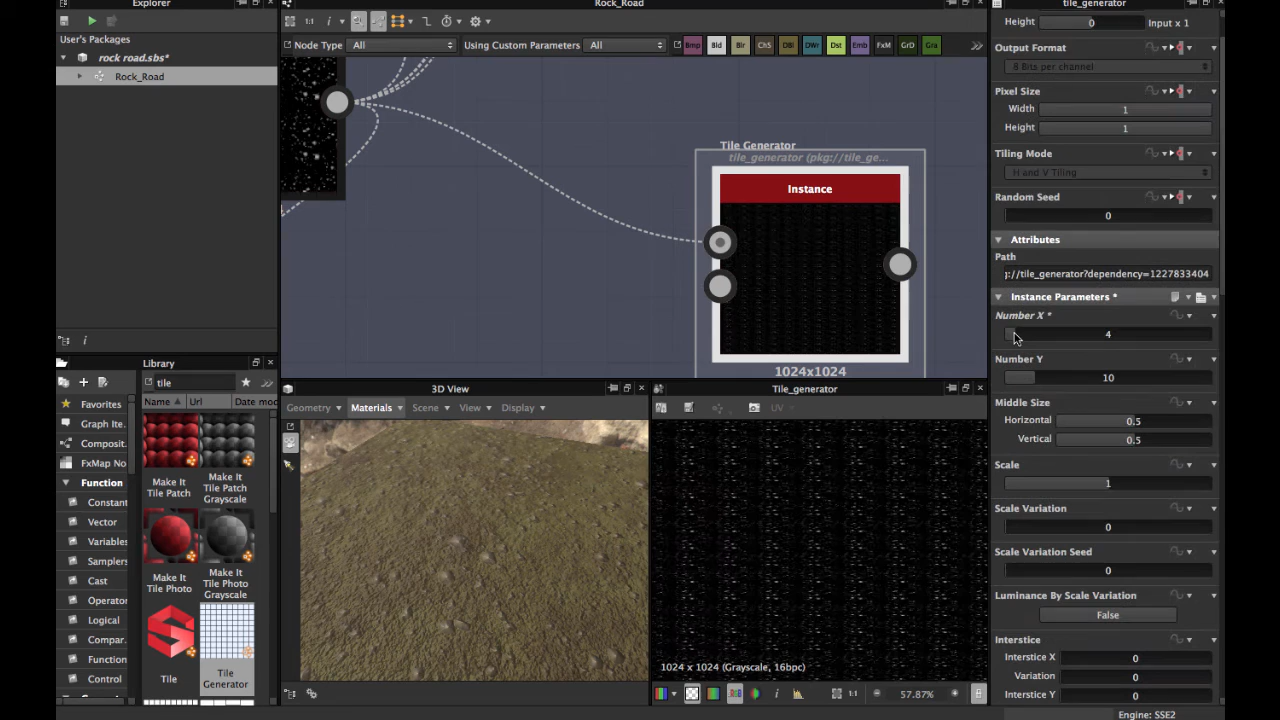 Explorer
Users's Packages
rock road.sbs*
Rock_Road
Rock_Road
1:1
Node Type
All
Using Custom Parameters
All
Bmp
Bld
Blr
ChS
DBl
DWr
Dst
Emb
FxM
GrD
Gra
Tile Generator
tile_generator (pkg://tile_ge...
Instance
1024x1024
Library
tile
Name
Url
Date mod
Favorites
Graph Ite.
Composit.
FxMap No
Function
Constant
Vector
Variables
Samplers
Cast
Operator
Logical
Compar.
Function
Control
Make It
Tile Patch
Make It
Tile Patch
Grayscale
Make It
Tile Photo
Make It
Tile Photo
Grayscale
Tile
Tile
Generator
3D View
Geometry
Materials
Scene
View
Display
Tile_generator
UV
1024 x 1024 (Grayscale, 16bpc)
1:1
57.87%
tile_generator
Height
0
Input x 1
Output Format
8 Bits per channel
Pixel Size
Width
1
Height
1
Tiling Mode
H and V Tiling
Random Seed
0
Attributes
Path
://tile_generator?dependency=1227833404
Instance Parameters *
Number X *
4
Number Y
10
Middle Size
Horizontal
0.5
Vertical
0.5
Scale
1
Scale Variation
0
Scale Variation Seed
0
Luminance By Scale Variation
False
Interstice
Interstice X
0
Variation
0
Interstice Y
0
Engine: SSE2